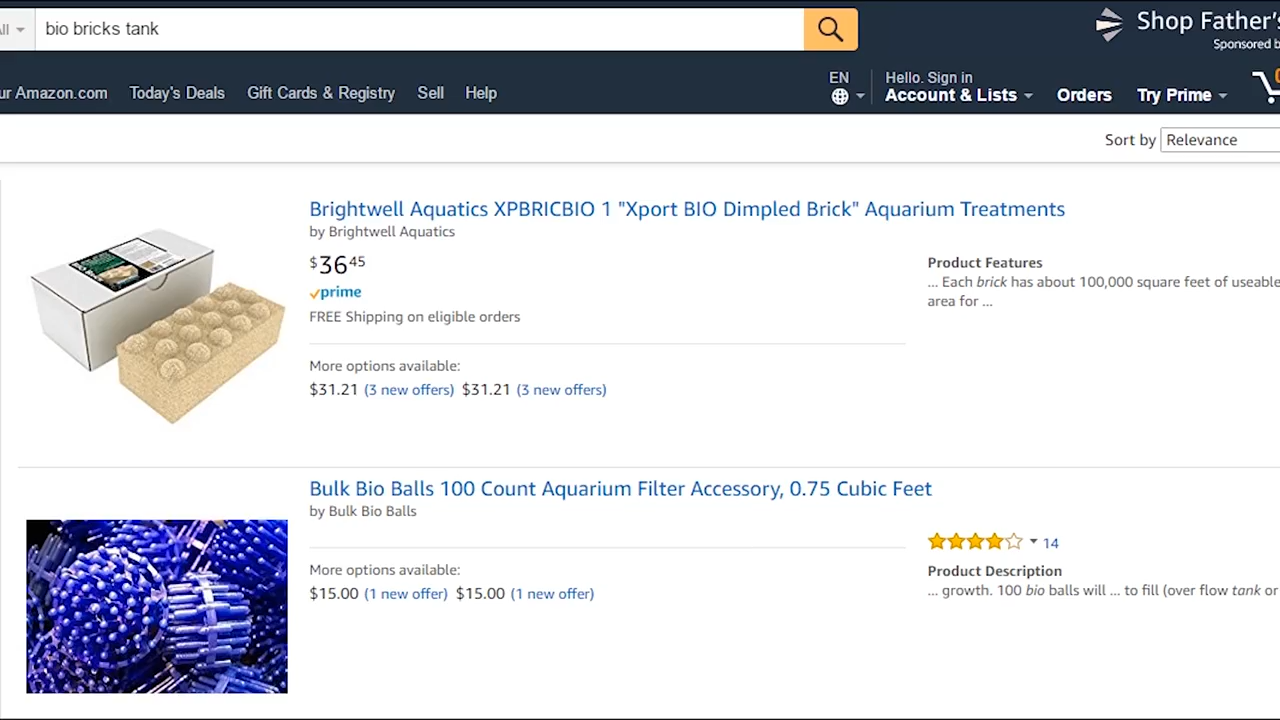 ll
bio bricks tank
Shop Father's
Sponsored b
ur Amazon.com Today's Deals Gift Cards & Registry Sell Help
EN
Hello. Sign in
Account & Lists
Orders
Try Prime
Sort by Relevance
Brightwell Aquatics XPBRICBIO 1 "Xport BIO Dimpled Brick" Aquarium Treatments
by Brightwell Aquatics
$36 45
prime
FREE Shipping on eligible orders
More options available:
$31.21 (3 new offers) $31.21 (3 new offers)
Product Features
... Each brick has about 100,000 square feet of useable
area for ...
Bulk Bio Balls 100 Count Aquarium Filter Accessory, 0.75 Cubic Feet
by Bulk Bio Balls
More options available:
$15.00 (1 new offer) $15.00 (1 new offer)
14
Product Description
... growth. 100 bio balls will ... to fill (over flow tank or